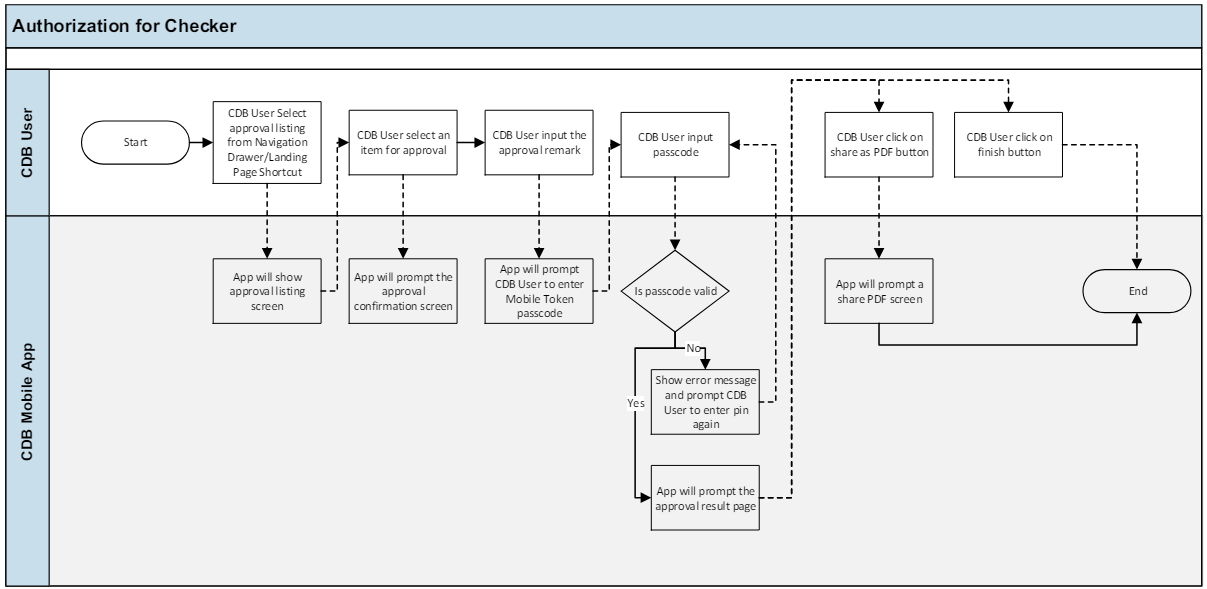 Authorization for Checker
CDB User
Start
CDB User Select
approval listing
from Navigation
Drawer/Landing
Page Shortcut
CDB User select an
item for approval
CDB User input the
approval remark
CDB User input
passcode
CDB User click on
share as PDF button
CDB User click on
finish button
CDB Mobile App
App will show
approval listing
screen
App will prompt the
approval
confirmation screen
App will prompt
CDB User to enter
Mobile Token
passcode
Is passcode valid
App will prompt a
share PDF screen
End
No
Show error message
and prompt CDB
User to enter pin
again
Yes
App will prompt the
approval result page